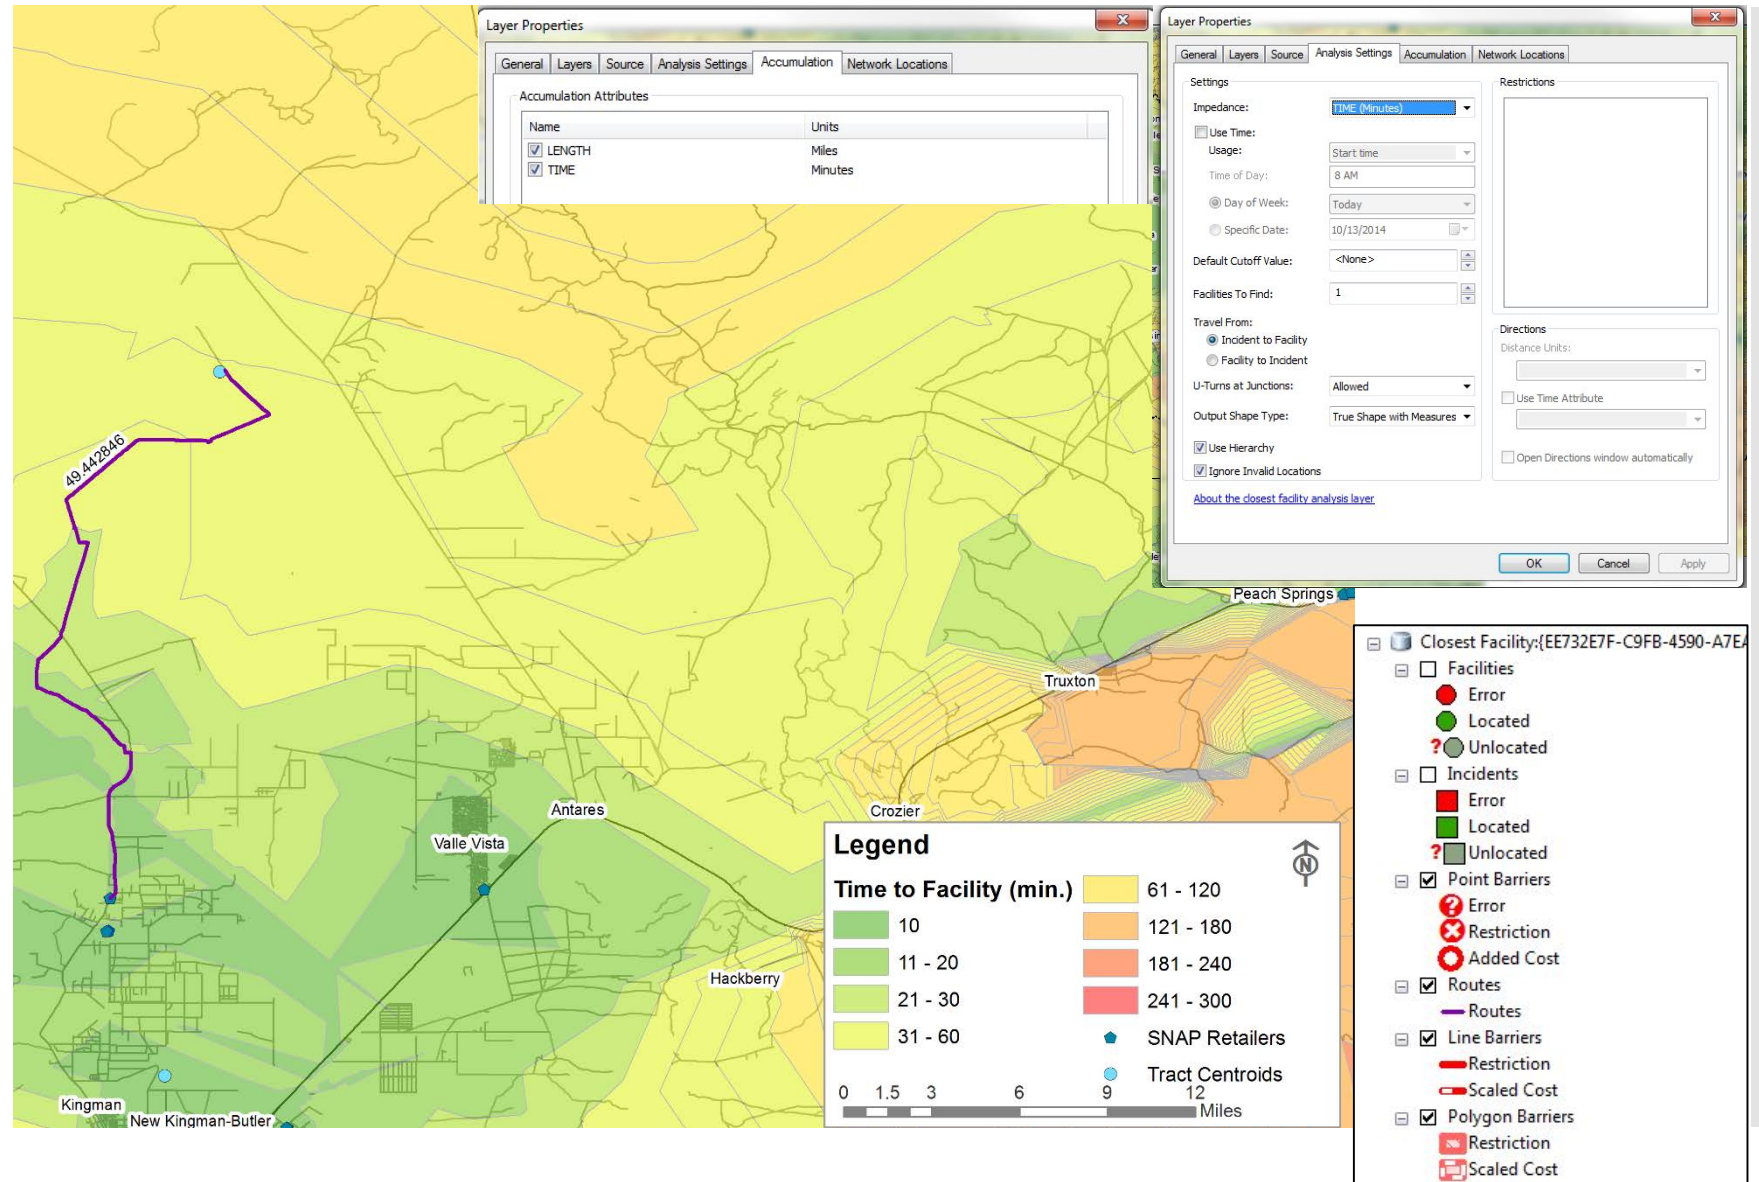 Layer Properties
General Layers Source Analysis Settings Accumulation Network Locations
Accumulation Attributes
Name Units
LENGTH Miles
TIME Minutes
Layer Properties
General Layers Source Analysis Settings Accumulation Network Locations
Settings
Impedance: TIME (Minutes)
Use Time:
Usage: Start time
Time of Day: 8 AM
Day of Week: Today
Specific Date: 10/13/2014
Default Cutoff Value: <None>
Facilities To Find: 1
Travel From:
Incident to Facility
Facility to Incident
U-Turns at Junctions: Allowed
Output Shape Type: True Shape with Measures
Use Hierarchy
Ignore Invalid Locations
About the closest facility analysis layer
Restrictions
Directions
Distance Units:
Use Time Attribute
Open Directions window automatically
OK Cancel Apply
49.442846
Peach Springs
Truxton
Crozier
Antares
Valle Vista
Hackberry
Kingman
New Kingman-Butler
Legend
Time to Facility (min.)
10
11 - 20
21 - 30
31 - 60
61 - 120
121 - 180
181 - 240
241 - 300
SNAP Retailers
Tract Centroids
N
0 1.5 3 6 9 12
Miles
Closest Facility:{EE732E7F-C9FB-4590-A7EA
Facilities
Error
Located
? Unlocated
Incidents
Error
Located
? Unlocated
Point Barriers
? Error
Restriction
Added Cost
Routes
Routes
Line Barriers
Restriction
Scaled Cost
Polygon Barriers
Restriction
Scaled Cost